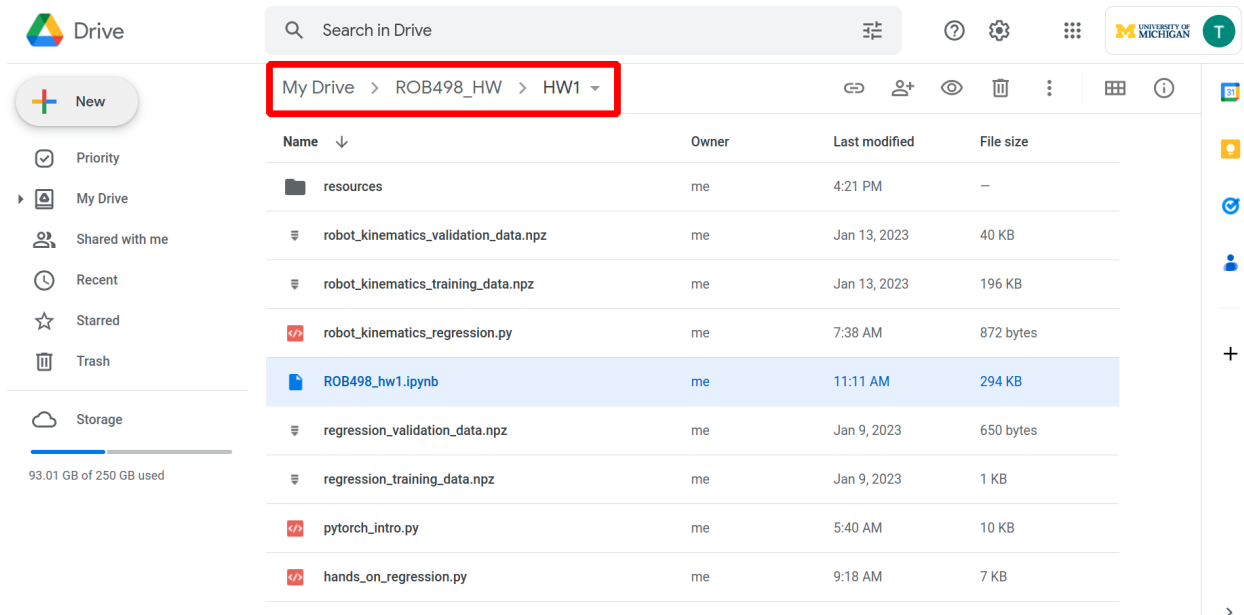 Drive
Search in Drive
UNIVERSITY OF
MICHIGAN
T
New
My Drive > ROB498_HW > HW1
31
Name
Owner
Last modified
File size
Priority
My Drive
Shared with me
Recent
Starred
Trash
Storage
93.01 GB of 250 GB used
resources me 4:21 PM —
robot_kinematics_validation_data.npz me Jan 13, 2023 40 KB
robot_kinematics_training_data.npz me Jan 13, 2023 196 KB
robot_kinematics_regression.py me 7:38 AM 872 bytes
ROB498_hw1.ipynb me 11:11 AM 294 KB
regression_validation_data.npz me Jan 9, 2023 650 bytes
regression_training_data.npz me Jan 9, 2023 1 KB
pytorch_intro.py me 5:40 AM 10 KB
hands_on_regression.py me 9:18 AM 7 KB